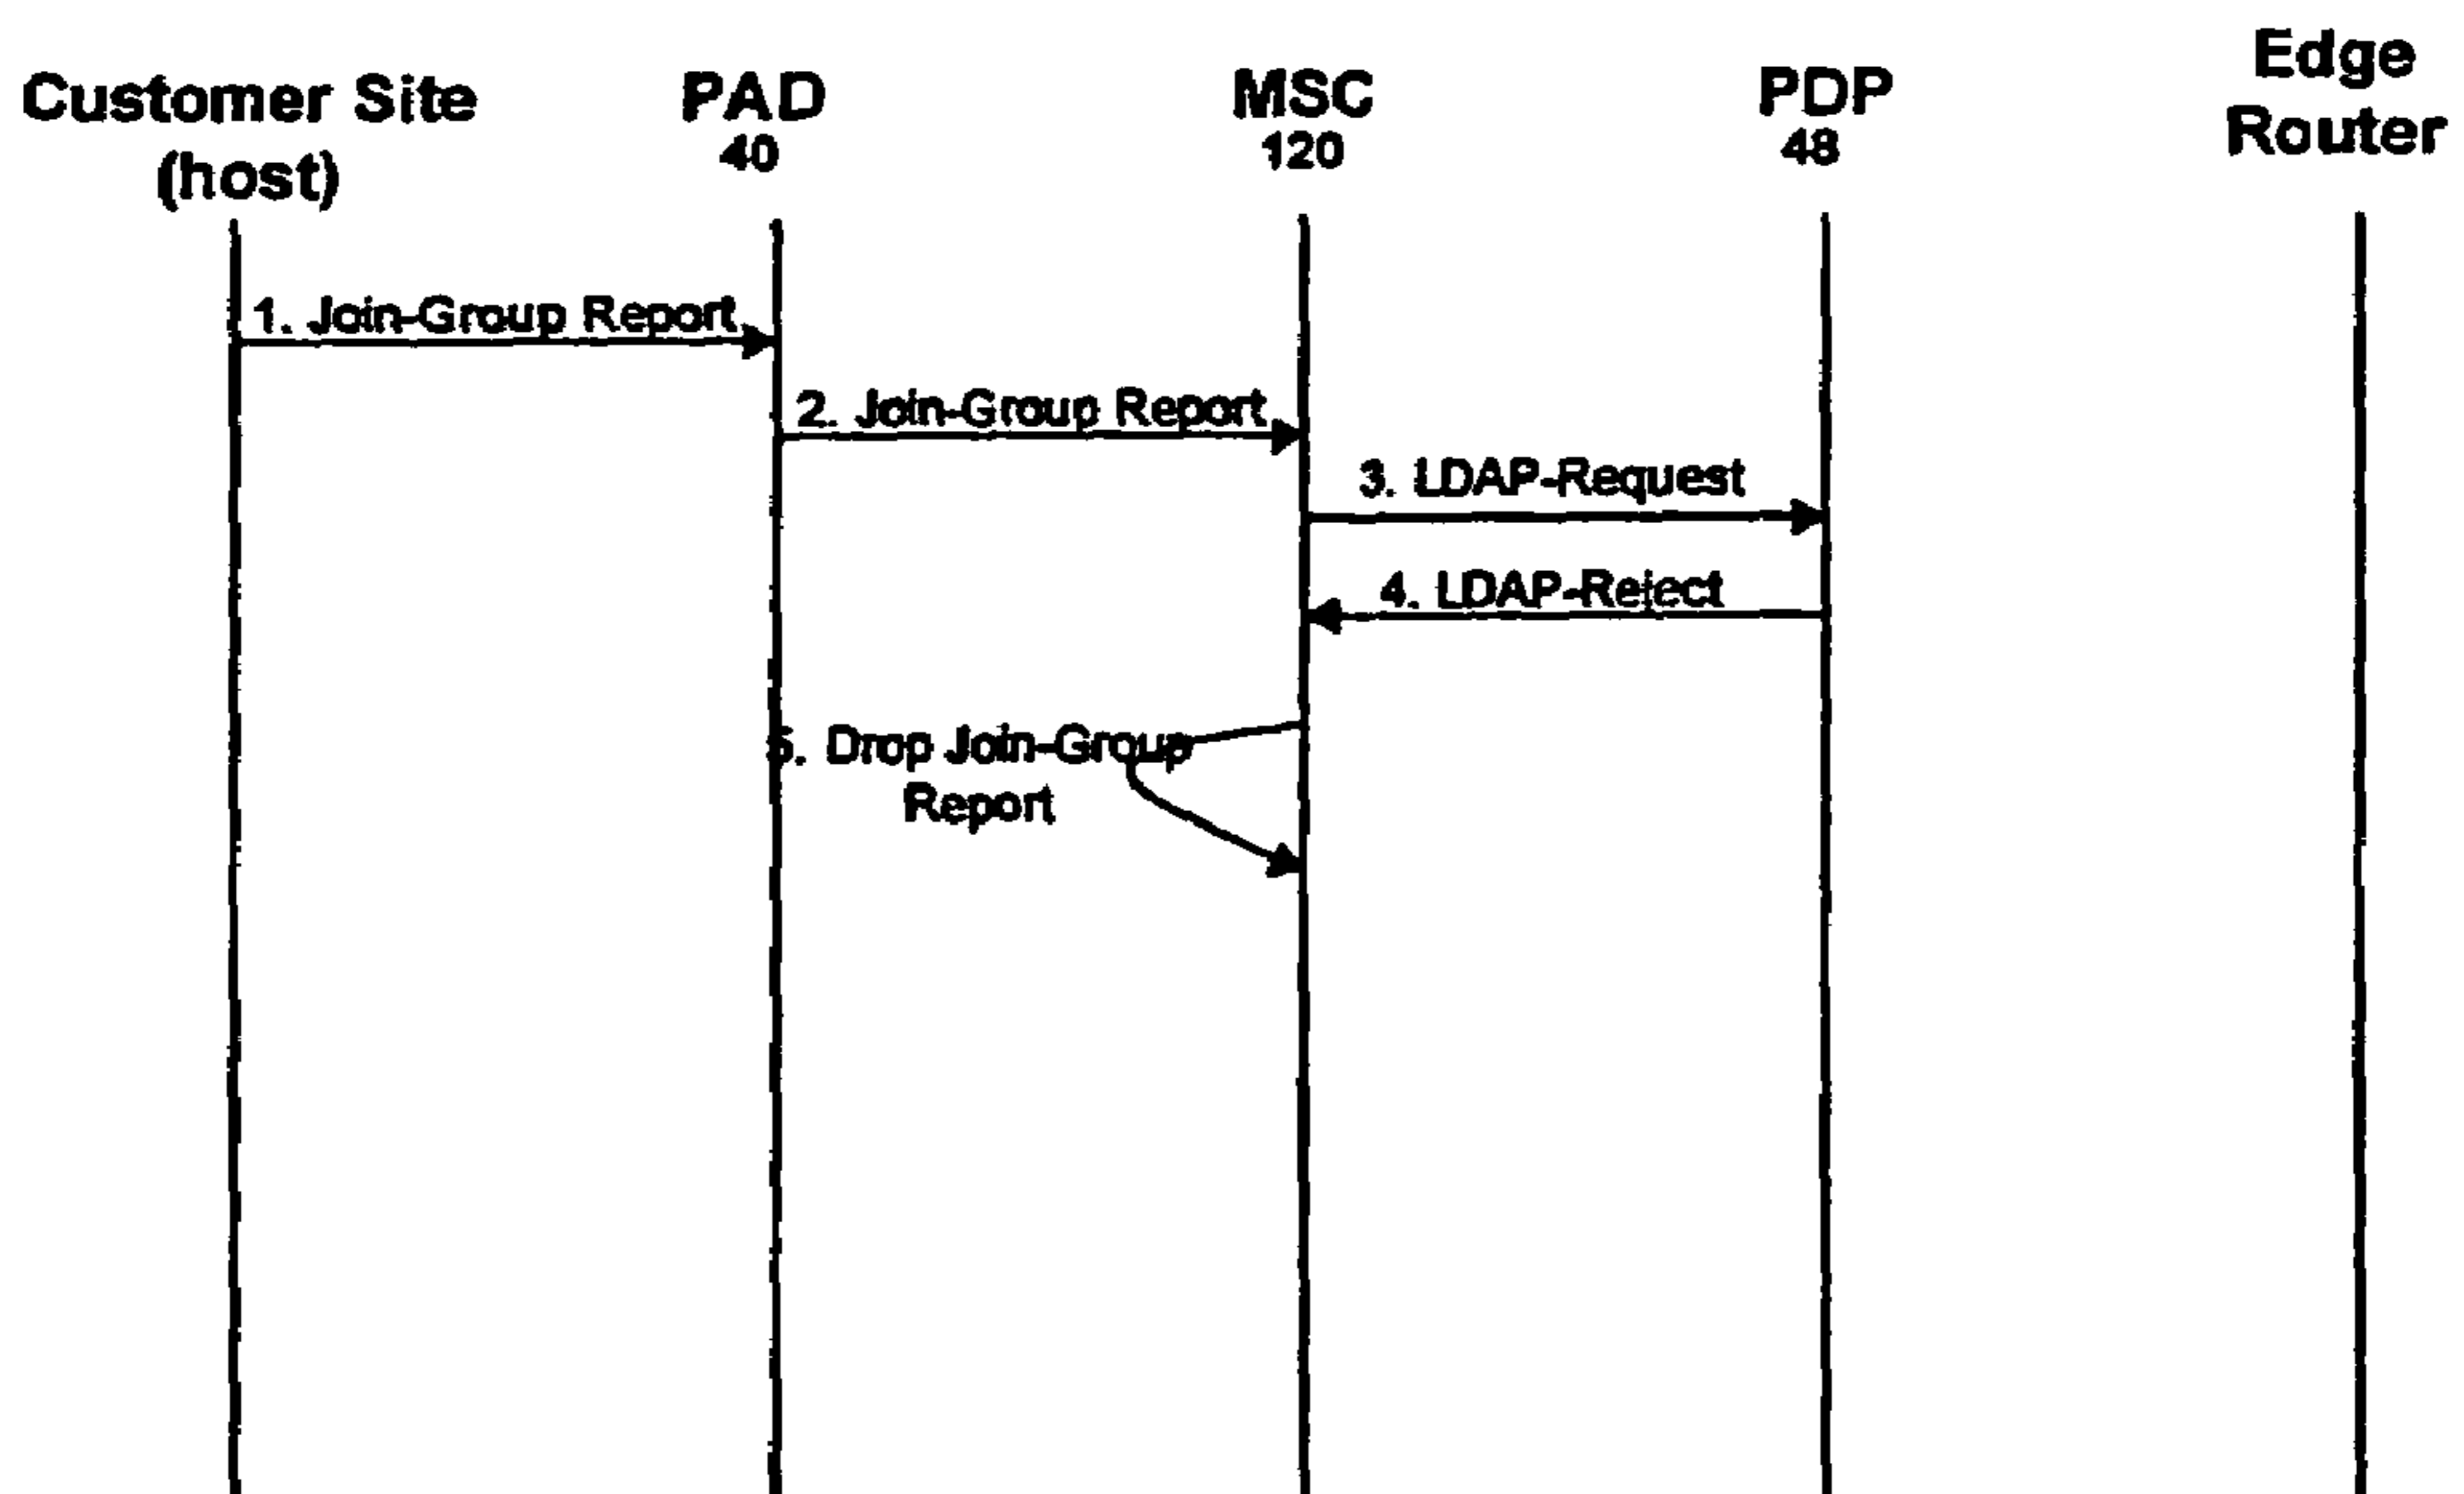 Customer Site
(host)
PAD
40
MSC
120
PDP
48
Edge
Router
1. Join-Group Report
2. Join-Group Report
3. LDAP-Request
4. LDAP-Reject
5. Drop Join-Group
Report